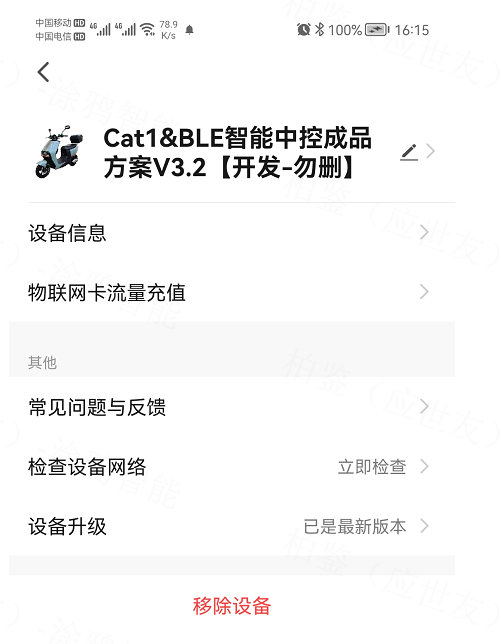 中国移动 HD 4G 4G 78.9 100% 16:15
中国电信 HD K/s
Cat1&BLE智能中控成品
方案V3.2【开发-勿删】
设备信息
物联网卡流量充值
其他
常见问题与反馈
检查设备网络 立即检查
设备升级 已是最新版本
移除设备